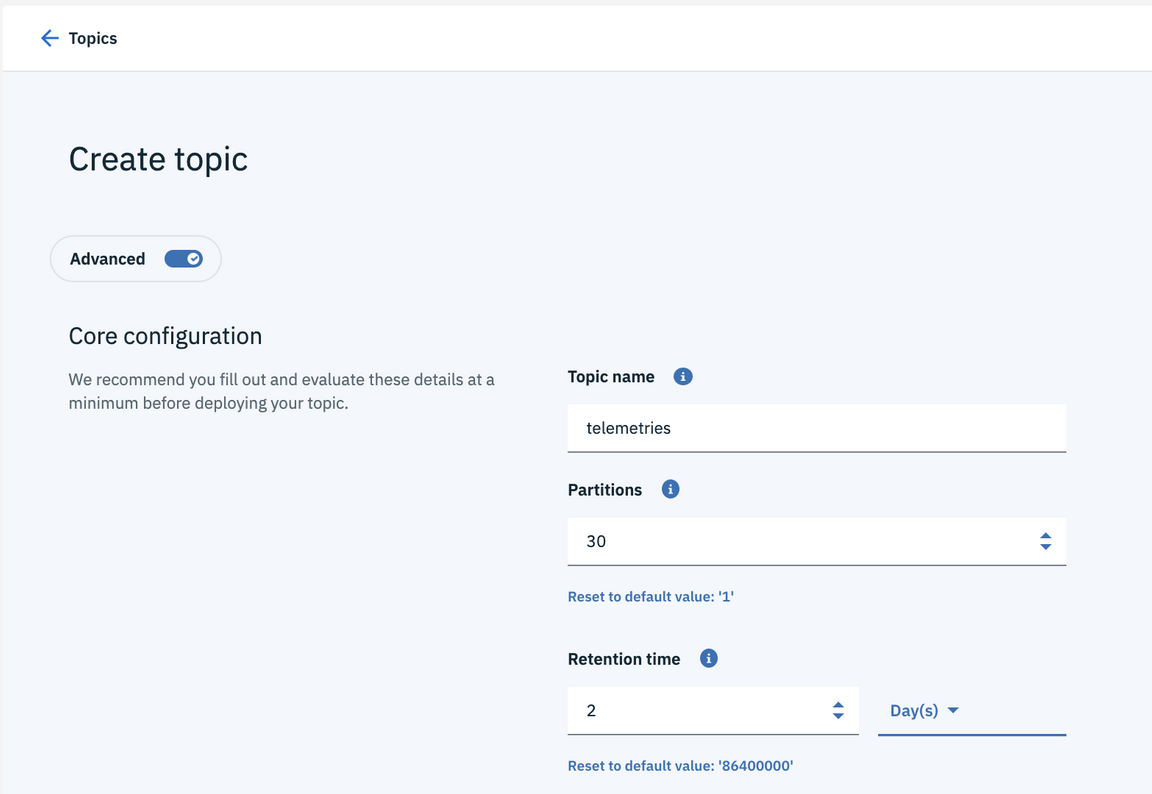 Topics
Create topic
Advanced
Core configuration
We recommend you fill out and evaluate these details at a
minimum before deploying your topic.
Topic name
telemetries
Partitions
30
Reset to default value: '1'
Retention time
2
Day(s)
Reset to default value: '86400000'